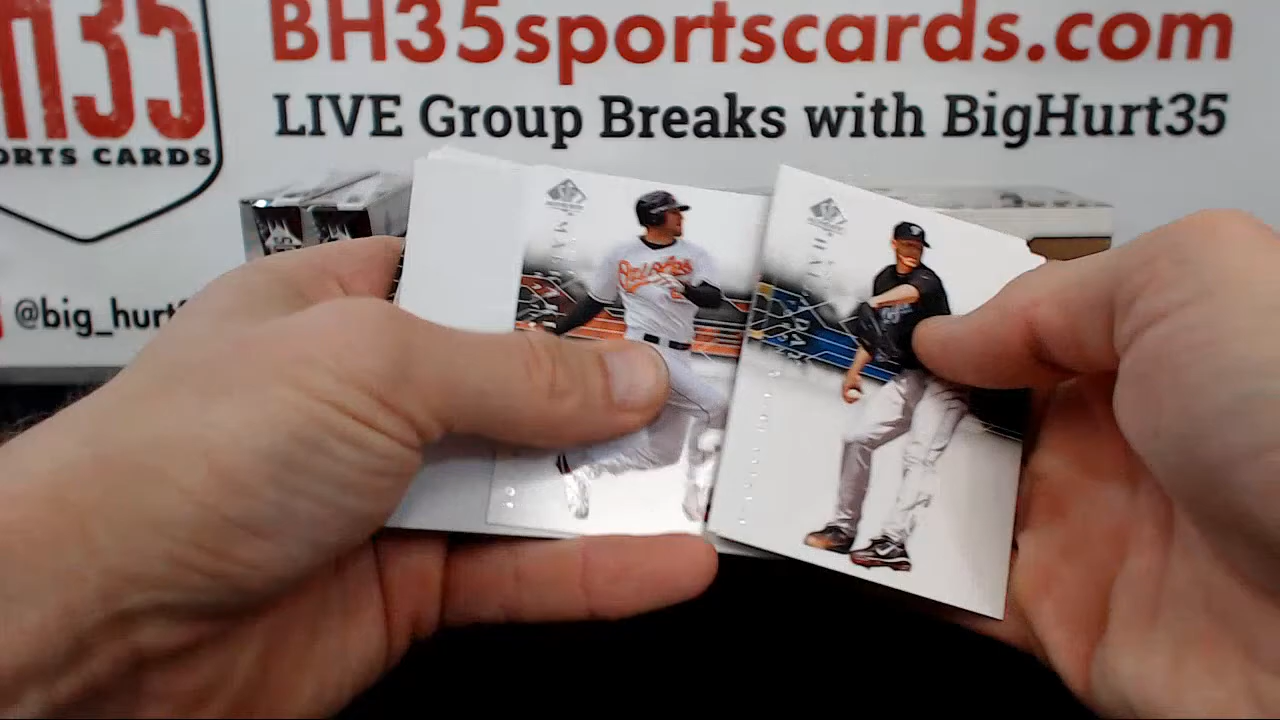 BH35sportscards.com
LIVE Group Breaks with BigHurt35
H35
ORTS CARDS
@big_hurt
Orioles